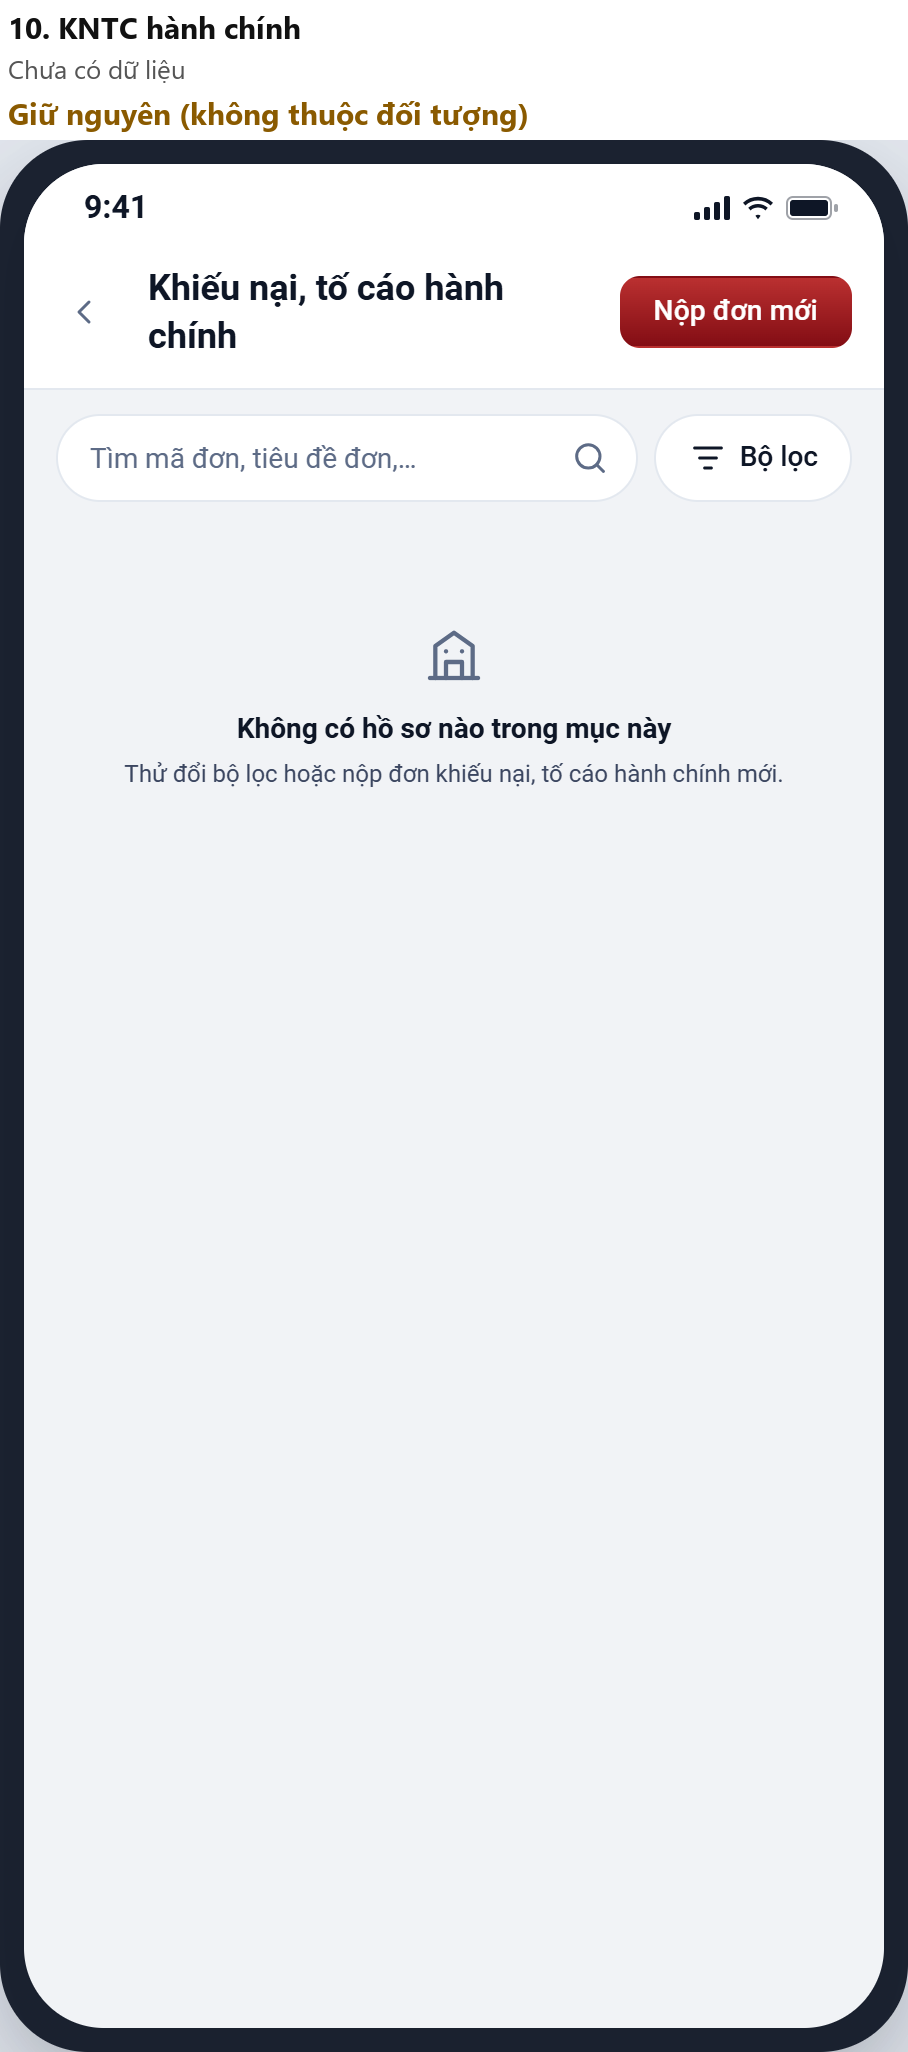 10. KNTC hành chính
Chưa có dữ liệu
Giữ nguyên (không thuộc đối tượng)
9:41
Khiếu nại, tố cáo hành
chính
Nộp đơn mới
Tìm mã đơn, tiêu đề đơn,...
Bộ lọc
Không có hồ sơ nào trong mục này
Thử đổi bộ lọc hoặc nộp đơn khiếu nại, tố cáo hành chính mới.